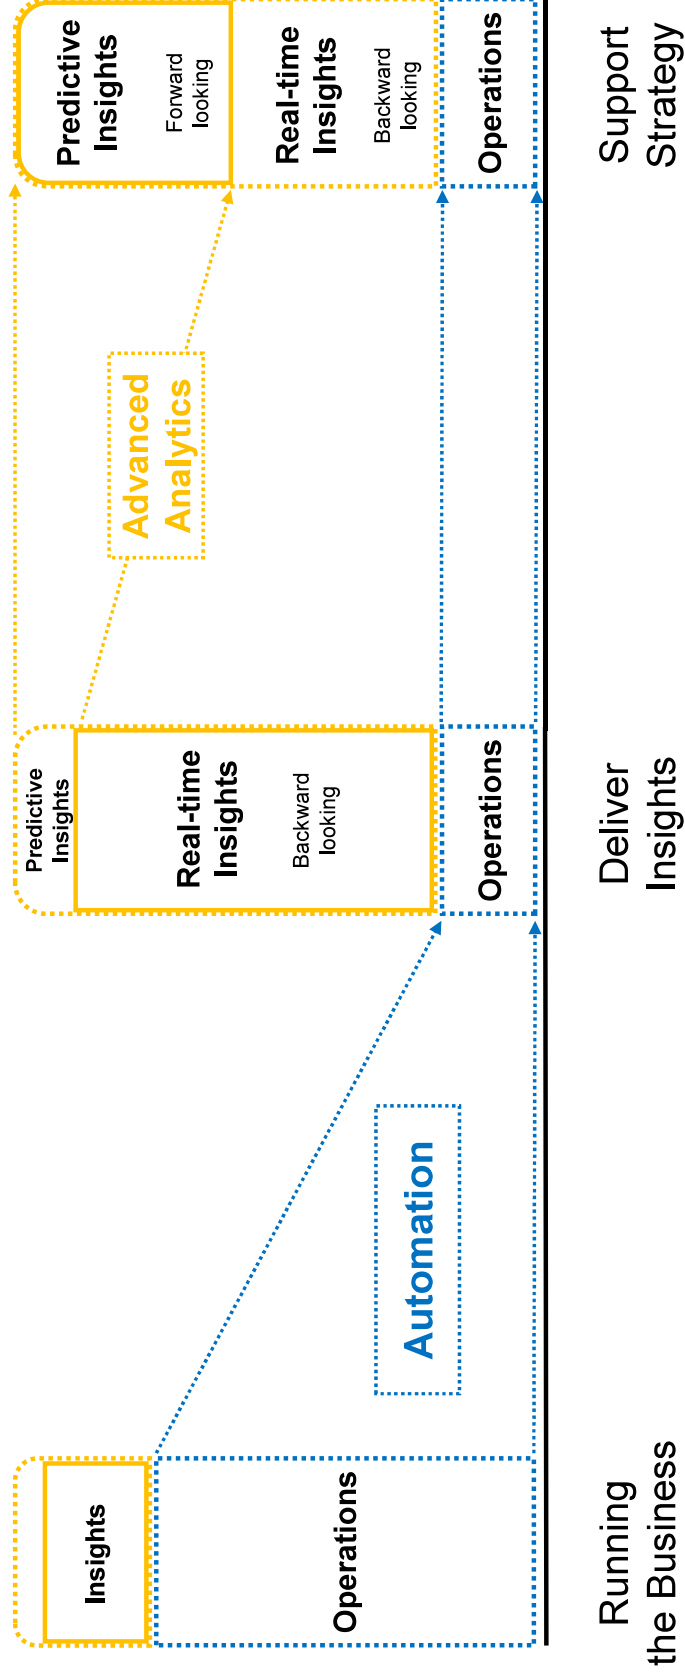 Insights
Operations
Running
the Business
Automation
Predictive
Insights
Real-time
Insights
Backward
looking
Operations
Deliver
Insights
Advanced
Analytics
Predictive
Insights
Forward
looking
Real-time
Insights
Backward
looking
Operations
Support
Strategy